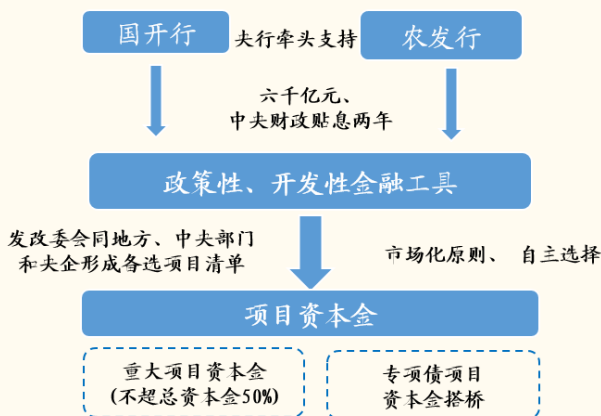 国开行
央行牵头支持
农发行
六千亿元、
中央财政贴息两年
政策性、开发性金融工具
发改委会同地方、中央部门
和央企形成备选项目清单
市场化原则、 自主选择
项目资本金
重大项目资本金
(不超总资本金50%)
专项债项目
资本金搭桥